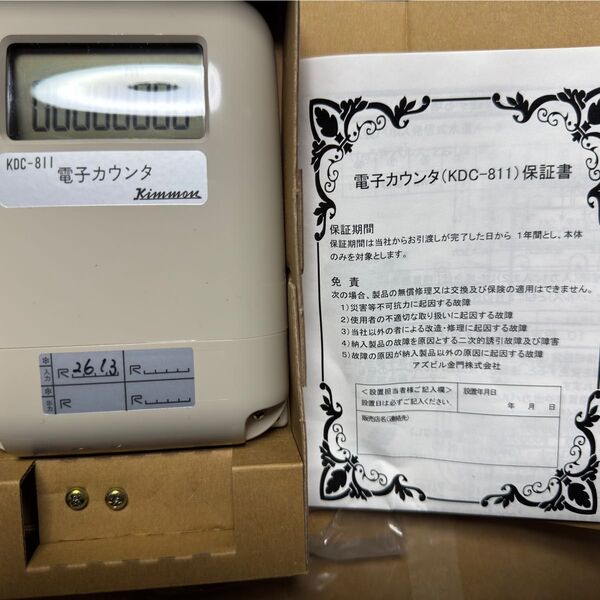 00000000
KDC-811
電子カウンタ
Kimmon
※入力 R 26.1.3. R
※出力 R R
電子カウンタ(KDC-811)保証書
保証期間
保証期間は当社からお引渡しが完了した日から 1年間とし、本体
のみを対象とします。
免 責
次の場合、製品の無償修理又は交換及び保険の適用はできません。
1)災害等不可抗力に起因する故障
2)使用者の不適切な取り扱いに起因する故障
3)当社以外の者による改造・修理に起因する故障
4)納入製品の故障を原因とする二次的誘引故障及び障害
5)故障の原因が納入製品以外の原因に起因する故障
アズビル金門株式会社
<設置担当者様ご記入欄> 設置年月日
設置日は必ずご記入ください。 年 月 日
販売店名(連絡先)